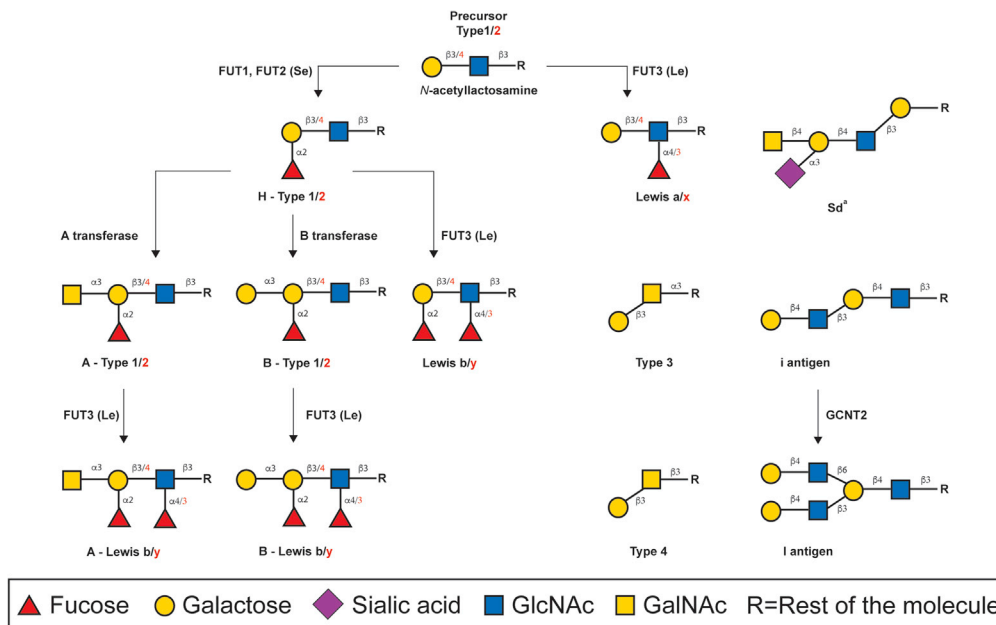 Precursor
Type1/2
β3/4 β3
R
N-acetyllactosamine
FUT1, FUT2 (Se)
FUT3 (Le)
β3/4 β3
R
α2
H - Type 1/2
β3/4 β3
R
α4/3
Lewis a/x
R
β4 β4 β3
α3
Sdª
A transferase
B transferase
FUT3 (Le)
α3 β3/4 β3
R
α2
A - Type 1/2
α3 β3/4 β3
R
α2
B - Type 1/2
β3/4 β3
R
α2 α4/3
Lewis b/y
α3
R
β3
Type 3
β4 β3
R
β4 β3
i antigen
FUT3 (Le)
FUT3 (Le)
GCNT2
α3 β3/4 β3
R
α2 α4/3
A - Lewis b/y
α3 β3/4 β3
R
α2 α4/3
B - Lewis b/y
β3
R
β3
Type 4
β4 β6
β4 β3
R
β4 β3
I antigen
Fucose Galactose Sialic acid GlcNAc GalNAc R=Rest of the molecule